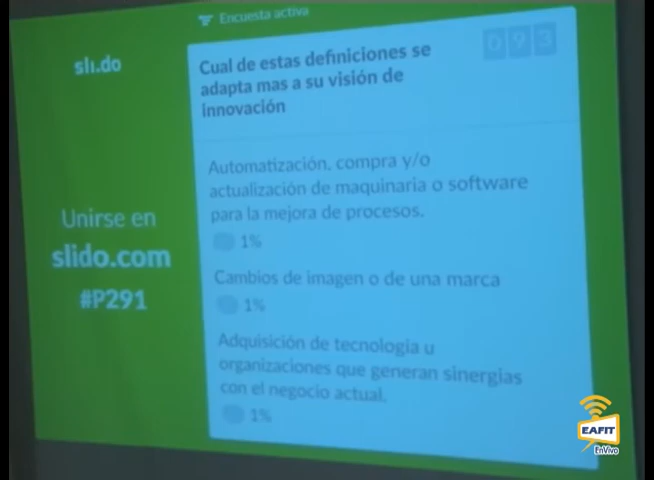 Encuesta activa
sli.do
Cual de estas definiciones se
adapta mas a su visión de
innovación
093
Automatización, compra y/o
actualización de maquinaria o software
para la mejora de procesos.
1%
Unirse en
slido.com
#P291
Cambios de imagen o de una marca
1%
Adquisición de tecnología u
organizaciones que generan sinergias
con el negocio actual.
1%
EAFIT
EnVivo